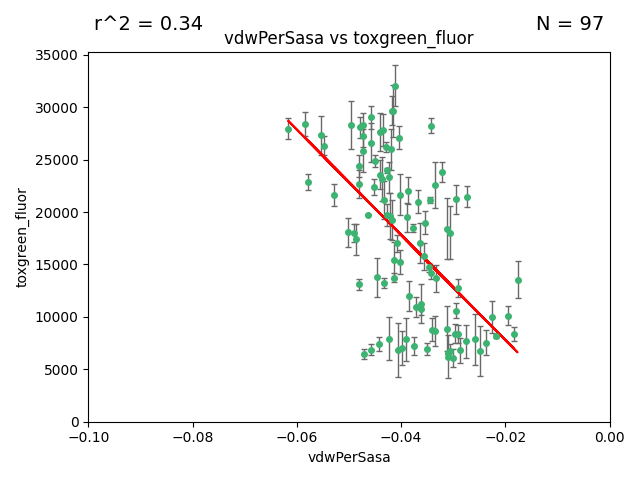 r^2 = 0.34
N = 97
vdwPerSasa vs toxgreen_fluor
35000
30000
25000
20000
15000
10000
5000
0
toxgreen_fluor
−0.10
−0.08
−0.06
−0.04
−0.02
0.00
vdwPerSasa